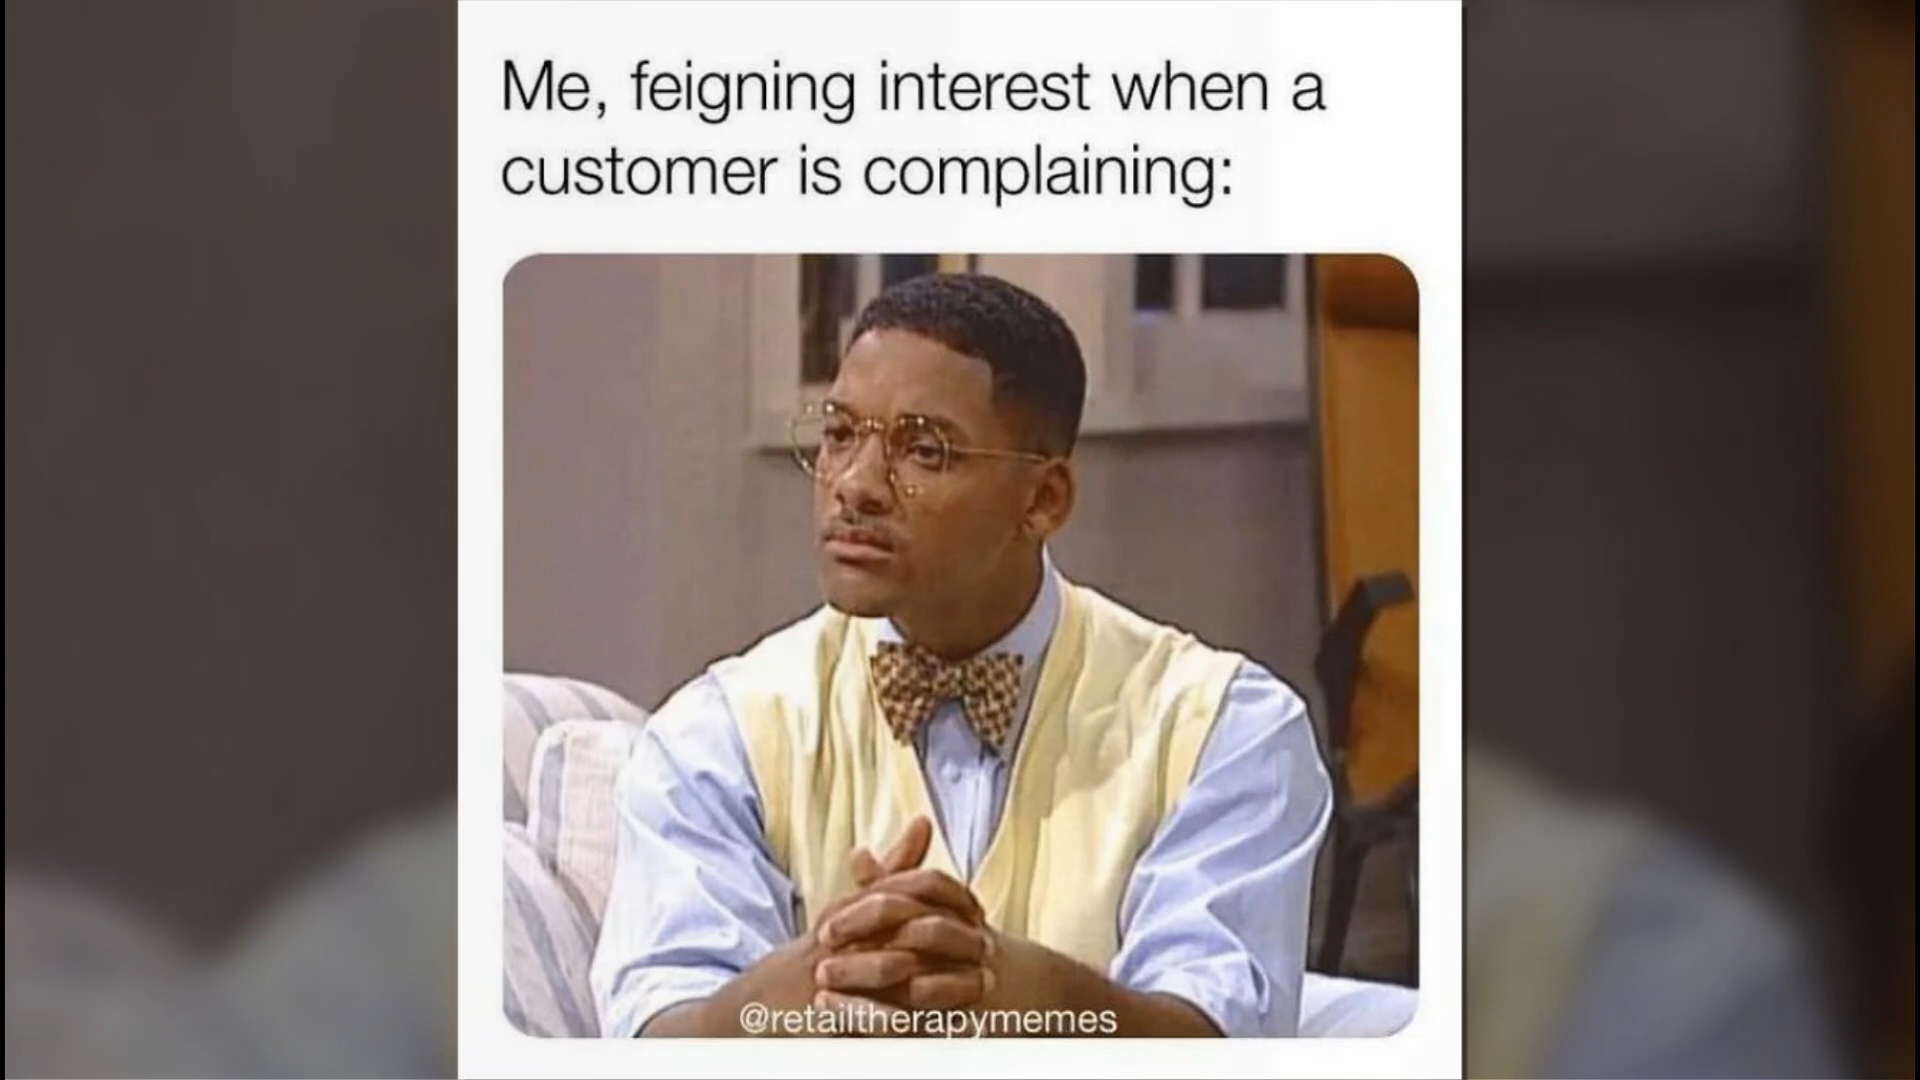 Me, feigning interest when a
customer is complaining:
@retailtherapymemes